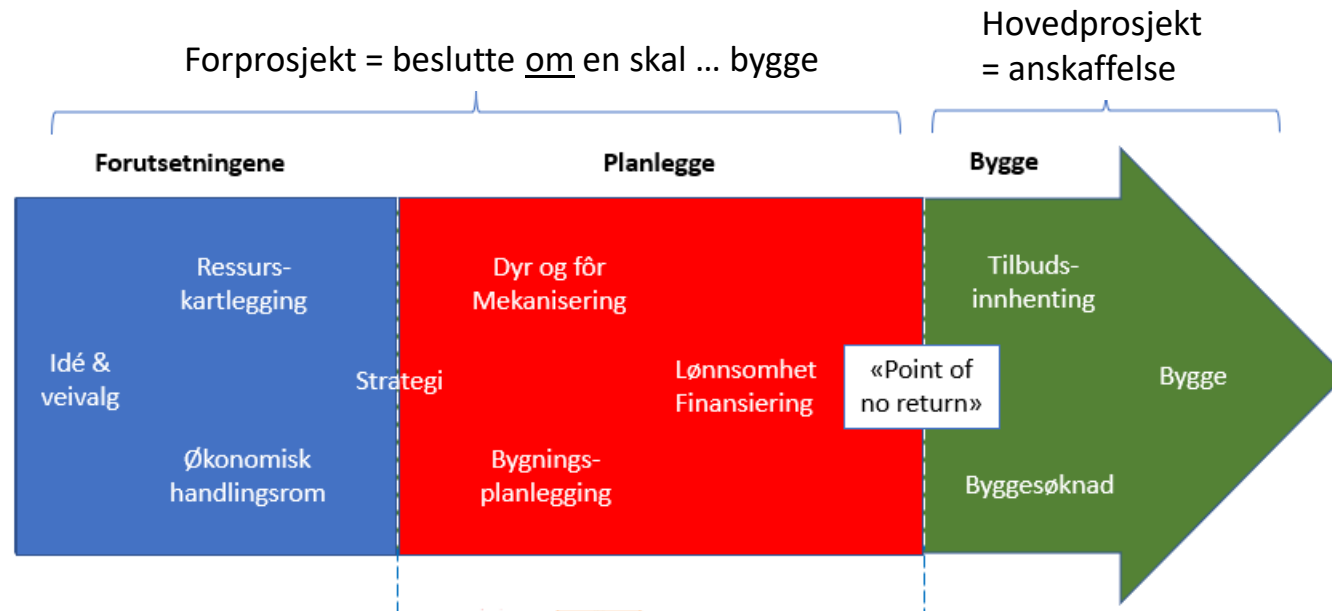 Forprosjekt = beslutte om en skal … bygge
Hovedprosjekt
= anskaffelse
Forutsetningene
Planlegge
Bygge
Idé &
veivalg
Ressurs-
kartlegging
Økonomisk
handlingsrom
Strategi
Dyr og fôr
Mekanisering
Bygnings-
planlegging
Lønnsomhet
Finansiering
«Point of
no return»
Tilbuds-
innhenting
Byggesøknad
Bygge